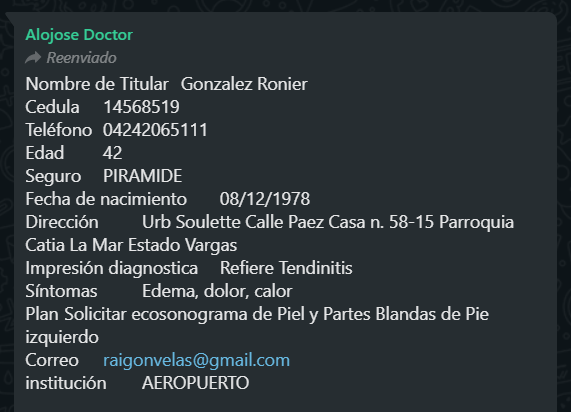 Alojose Doctor
Reenviado
Nombre de Titular Gonzalez Ronier
Cedula 14568519
Teléfono 04242065111
Edad 42
Seguro PIRAMIDE
Fecha de nacimiento 08/12/1978
Dirección Urb Soulette Calle Paez Casa n. 58-15 Parroquia
Catia La Mar Estado Vargas
Impresión diagnostica Refiere Tendinitis
Síntomas Edema, dolor, calor
Plan Solicitar ecosonograma de Piel y Partes Blandas de Pie
izquierdo
Correo raigonvelas@gmail.com
institución AEROPUERTO